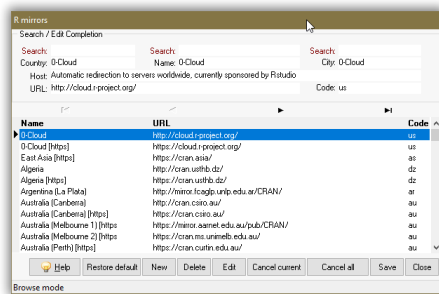 R mirrors
Search / Edit Completion
Search: Search: Search:
Country: 0-Cloud Name: 0-Cloud City: 0-Cloud
Host: Automatic redirection to servers worldwide, currently sponsored by Rstudio
URL: http://cloud.r-project.org/ Code: us
Name URL Code
0-Cloud http://cloud.r-project.org/ us
0-Cloud [https] https://cloud.r-project.org/ us
East Asia [https] https://cran.asia/ as
Algeria http://cran.usthb.dz/ dz
Algeria [https] https://cran.usthb.dz/ dz
Argentina (La Plata) http://mirror.fcaglp.unlp.edu.ar/CRAN/ ar
Australia (Canberra) http://cran.csiro.au/ au
Australia (Canberra) [https] https://cran.csiro.au/ au
Australia (Melbourne 1) [https https://mirror.aarnet.edu.au/pub/CRAN/ au
Australia (Melbourne 2) [https https://cran.ms.unimelb.edu.au/ au
Australia (Perth) [https] https://cran.curtin.edu.au/ au
Help Restore default New Delete Edit Cancel current Cancel all Save Close
Browse mode